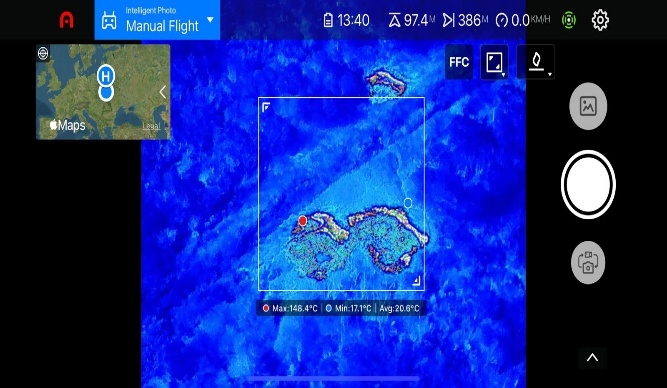 Intelligent Photo
Manual Flight
13:40
97.4M
386M
0.0KM/H
H
Maps
Legal
FFC
Max:148.4°C | Min:17.1°C | Avg:20.6°C